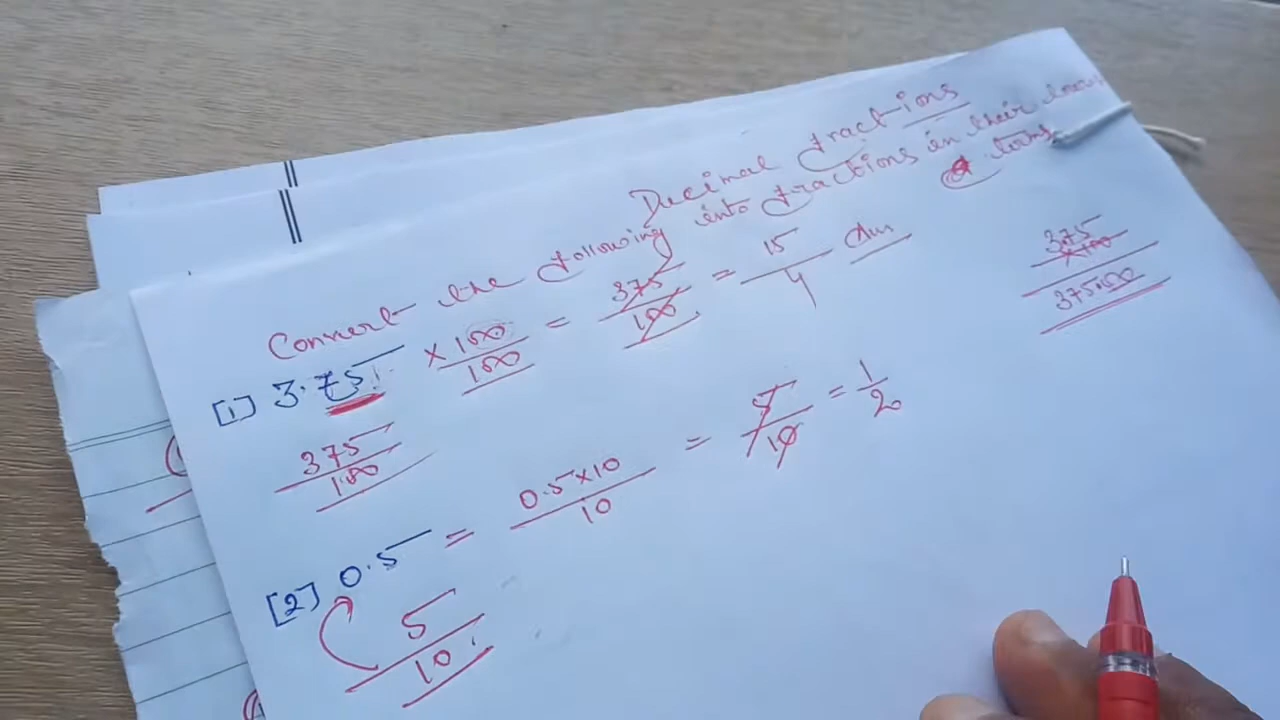 Decimal fractions
Convert the following into fractions in their lowest terms
[1] 3.75 × 100/100 = 375/100 = 15/4 Ans
375/100
3.75 × 100
375.00
[2] 0.5 = 0.5×10/10 = 5/10 = 1/2
5/10